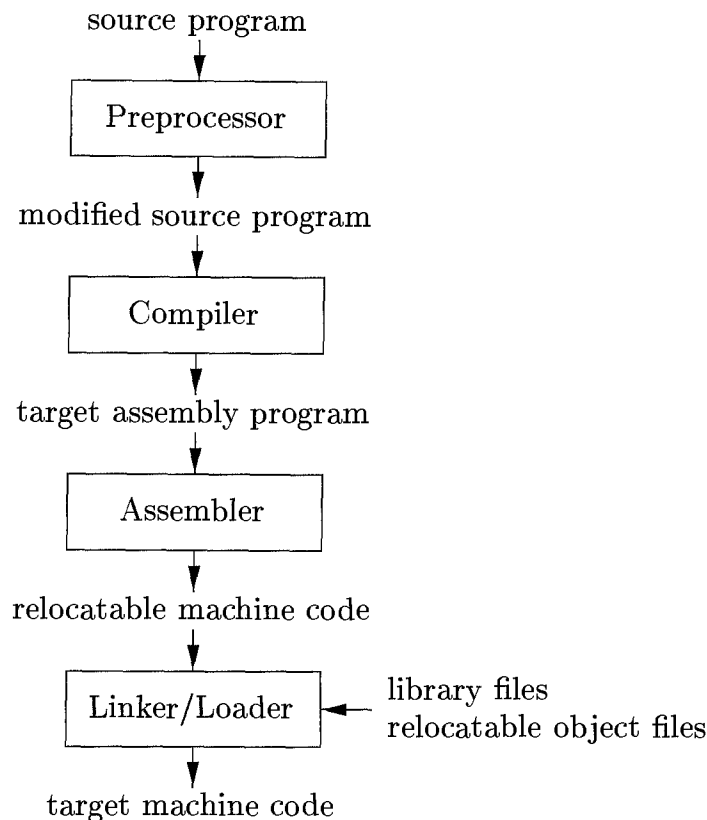 source program
Preprocessor
modified source program
Compiler
target assembly program
Assembler
relocatable machine code
Linker/Loader
library files
relocatable object files
target machine code